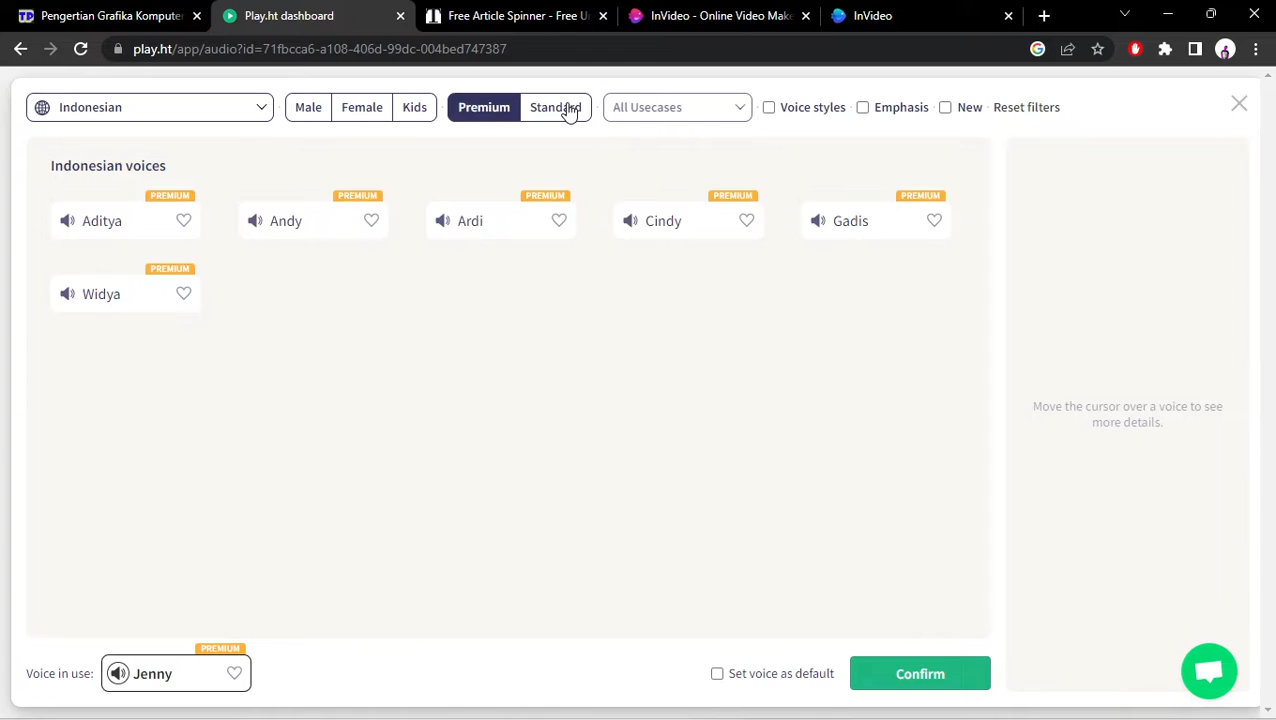 Pengertian Grafika Komputer
Play.ht dashboard
Free Article Spinner - Free Un
InVideo - Online Video Make
InVideo
play.ht/app/audio?id=71fbcca6-a108-406d-99dc-004bed747387
Indonesian
Male
Female
Kids
Premium
Standard
All Usecases
Voice styles
Emphasis
New
Reset filters
Indonesian voices
PREMIUM
PREMIUM
PREMIUM
PREMIUM
PREMIUM
Aditya
Andy
Ardi
Cindy
Gadis
PREMIUM
Widya
Move the cursor over a voice to see
more details.
PREMIUM
Voice in use:
Jenny
Set voice as default
Confirm